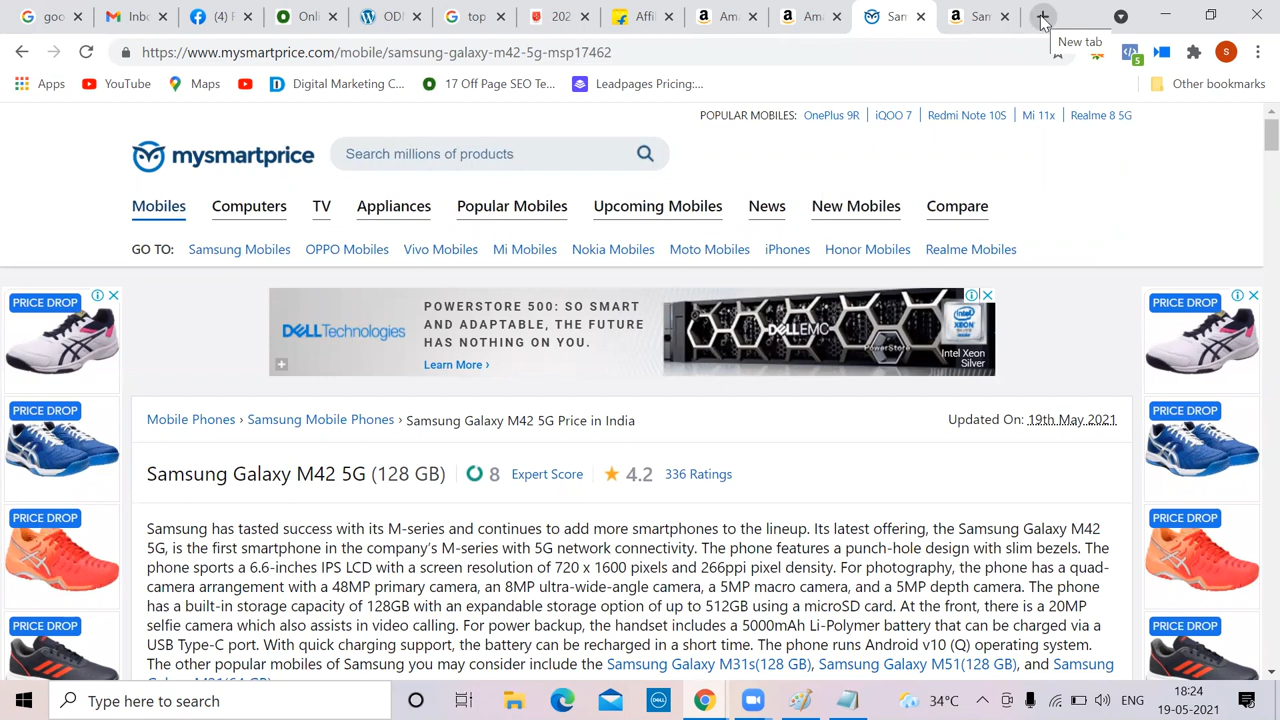 goo
Inb
(4) F
Onli
OD
top
202
Affil
Am
Am
Sam
Sam
New tab
https://www.mysmartprice.com/mobile/samsung-galaxy-m42-5g-msp17462
5
S
Apps
YouTube
Maps
Digital Marketing C...
17 Off Page SEO Te...
Leadpages Pricing:...
Other bookmarks
POPULAR MOBILES: OnePlus 9R iQOO 7 Redmi Note 10S Mi 11x Realme 8 5G
mysmartprice
Search millions of products
Mobiles Computers TV Appliances Popular Mobiles Upcoming Mobiles News New Mobiles Compare
GO TO: Samsung Mobiles OPPO Mobiles Vivo Mobiles Mi Mobiles Nokia Mobiles Moto Mobiles iPhones Honor Mobiles Realme Mobiles
PRICE DROP
PRICE DROP
PRICE DROP
PRICE DROP
DELLTechnologies
POWERSTORE 500: SO SMART
AND ADAPTABLE, THE FUTURE
HAS NOTHING ON YOU.
Learn More ›
DELLEMC
PowerStore
intel
XEON
SILVER
Intel Xeon
Silver
PRICE DROP
PRICE DROP
PRICE DROP
PRICE DROP
Mobile Phones › Samsung Mobile Phones › Samsung Galaxy M42 5G Price in India
Updated On: 19th May 2021
Samsung Galaxy M42 5G (128 GB) 8 Expert Score 4.2 336 Ratings
Samsung has tasted success with its M-series and continues to add more smartphones to the lineup. Its latest offering, the Samsung Galaxy M42
5G, is the first smartphone in the company's M-series with 5G network connectivity. The phone features a punch-hole design with slim bezels. The
phone sports a 6.6-inches IPS LCD with a screen resolution of 720 x 1600 pixels and 266ppi pixel density. For photography, the phone has a quad-
camera arrangement with a 48MP primary camera, an 8MP ultra-wide-angle camera, a 5MP macro camera, and a 5MP depth camera. The phone
has a built-in storage capacity of 128GB with an expandable storage option of up to 512GB using a microSD card. At the front, there is a 20MP
selfie camera which also assists in video calling. For power backup, the handset includes a 5000mAh Li-Polymer battery that can be charged via a
USB Type-C port. With quick charging support, the battery can be recharged in a short time. The phone runs Android v10 (Q) operating system.
The other popular mobiles of Samsung you may consider include the Samsung Galaxy M31s(128 GB), Samsung Galaxy M51(128 GB), and Samsung
Type here to search
DELL
34°C
ENG
18:24
19-05-2021